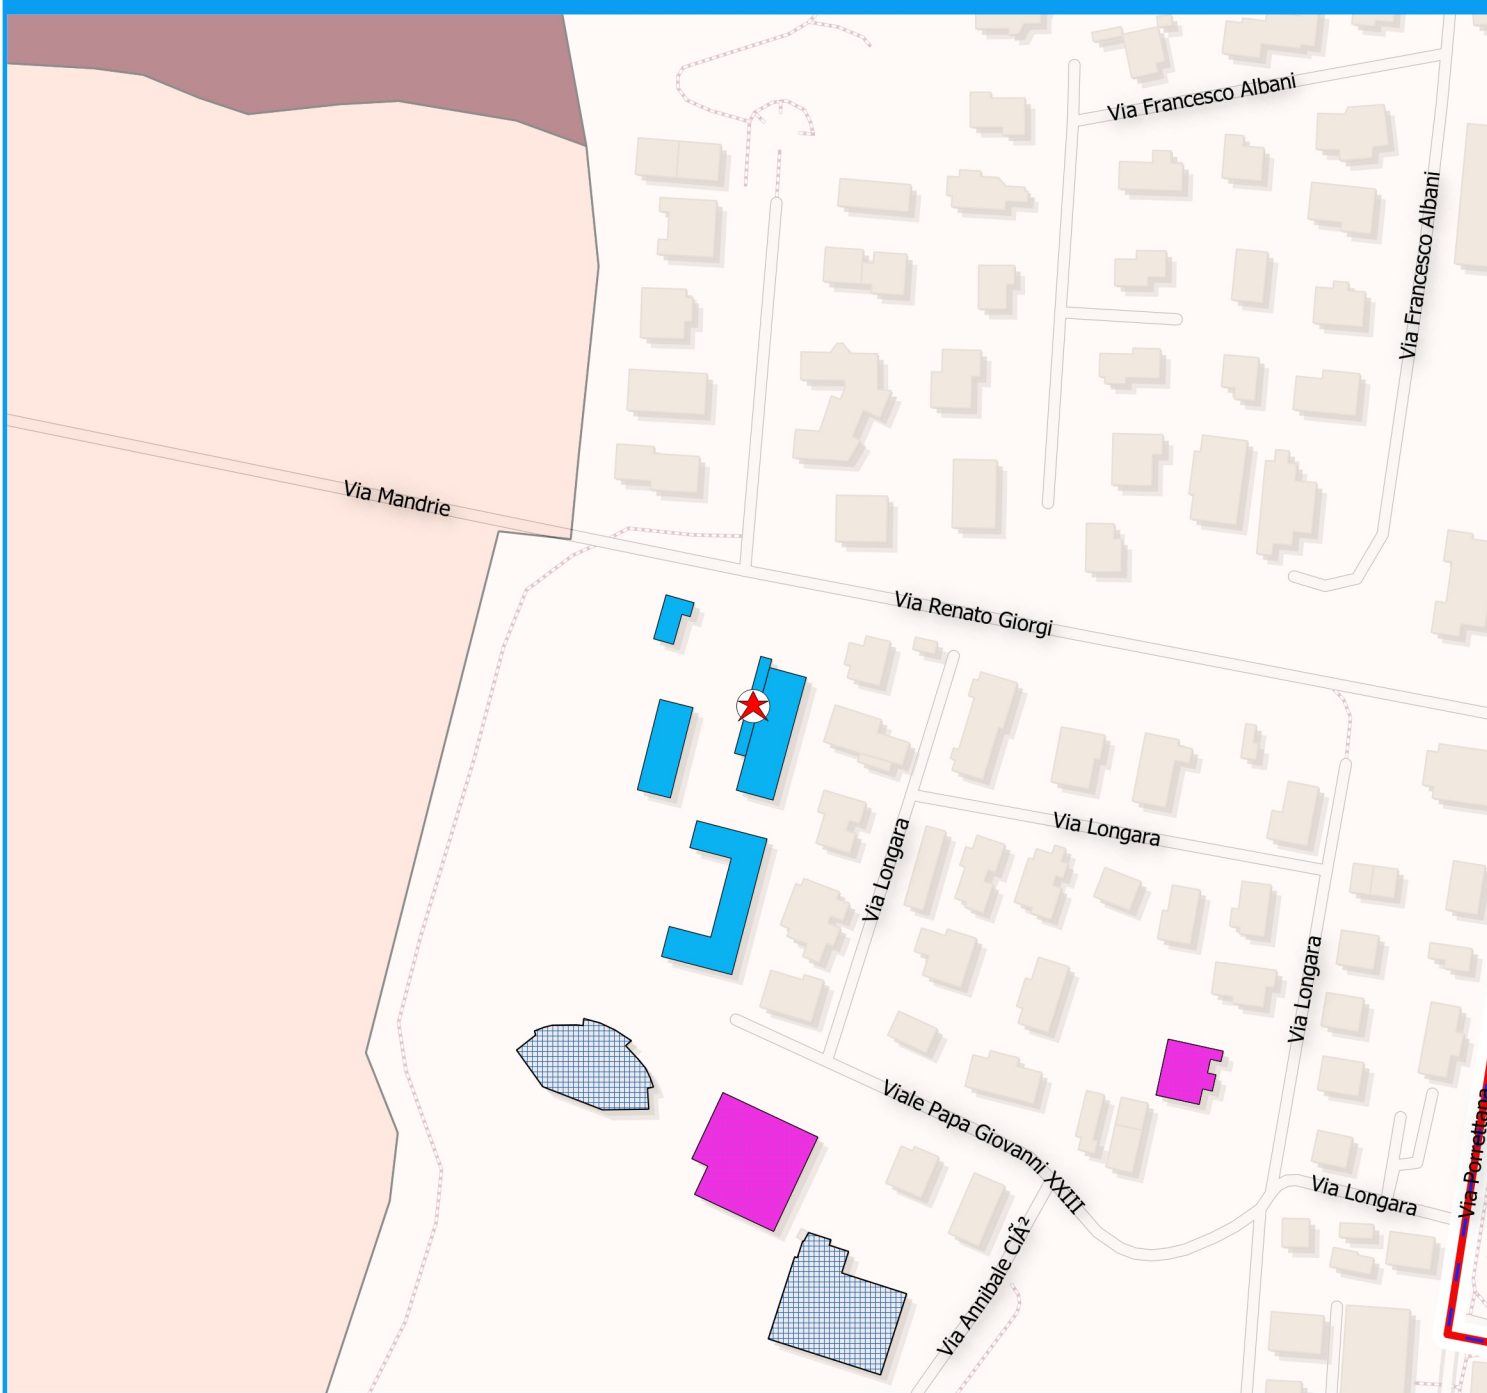 Via Francesco Albani
Via Francesco Albani
Via Mandrie
Via Renato Giorgi
Via Longara
Via Longara
Via Longara
Viale Papa Giovanni XXIII
Via Porrettana
Via Longara
Via Annibale ClÃ²